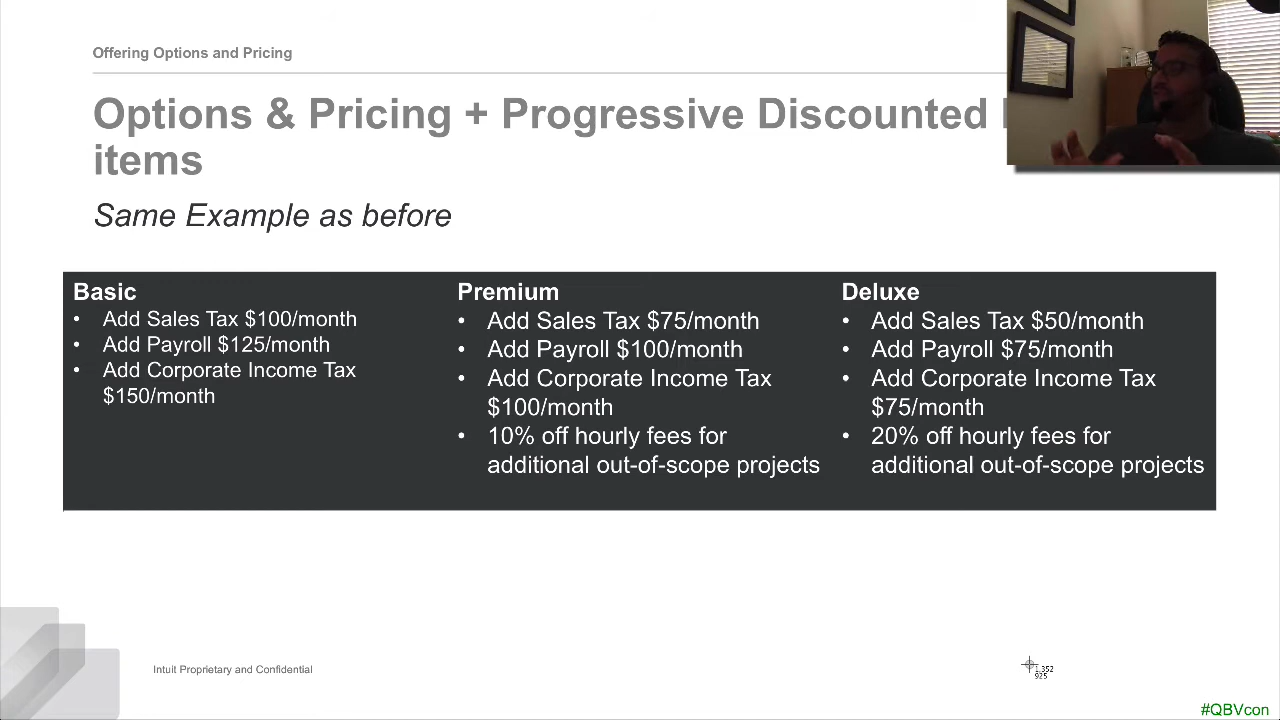 Offering Options and Pricing
Options & Pricing + Progressive Discounted
items
Same Example as before
Basic
• Add Sales Tax $100/month
• Add Payroll $125/month
• Add Corporate Income Tax
$150/month
Premium
• Add Sales Tax $75/month
• Add Payroll $100/month
• Add Corporate Income Tax
$100/month
• 10% off hourly fees for
additional out-of-scope projects
Deluxe
• Add Sales Tax $50/month
• Add Payroll $75/month
• Add Corporate Income Tax
$75/month
• 20% off hourly fees for
additional out-of-scope projects
Intuit Proprietary and Confidential
1,352
925
#QBVcon